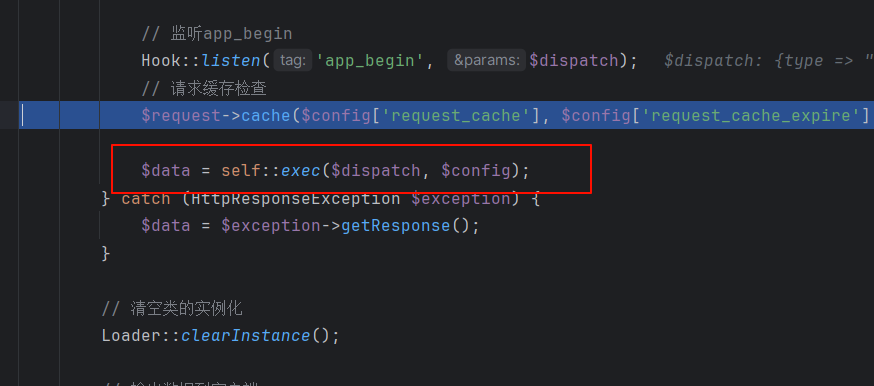 // 监听app_begin
Hook::listen( tag: 'app_begin', &params: $dispatch); $dispatch: {type => "
// 请求缓存检查
$request->cache($config['request_cache'], $config['request_cache_expire']
$data = self::exec($dispatch, $config);
} catch (HttpResponseException $exception) {
$data = $exception->getResponse();
}
// 清空类的实例化
Loader::clearInstance();